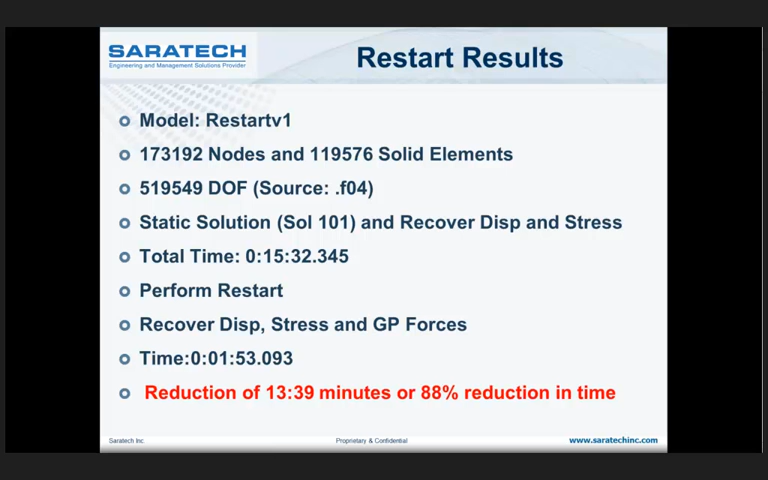 SARATECH
Engineering and Management Solutions Provider
Restart Results
Model: Restartv1
173192 Nodes and 119576 Solid Elements
519549 DOF (Source: .f04)
Static Solution (Sol 101) and Recover Disp and Stress
Total Time: 0:15:32.345
Perform Restart
Recover Disp, Stress and GP Forces
Time:0:01:53.093
Reduction of 13:39 minutes or 88% reduction in time
Saratech Inc.
Proprietary & Confidential
www.saratechinc.com